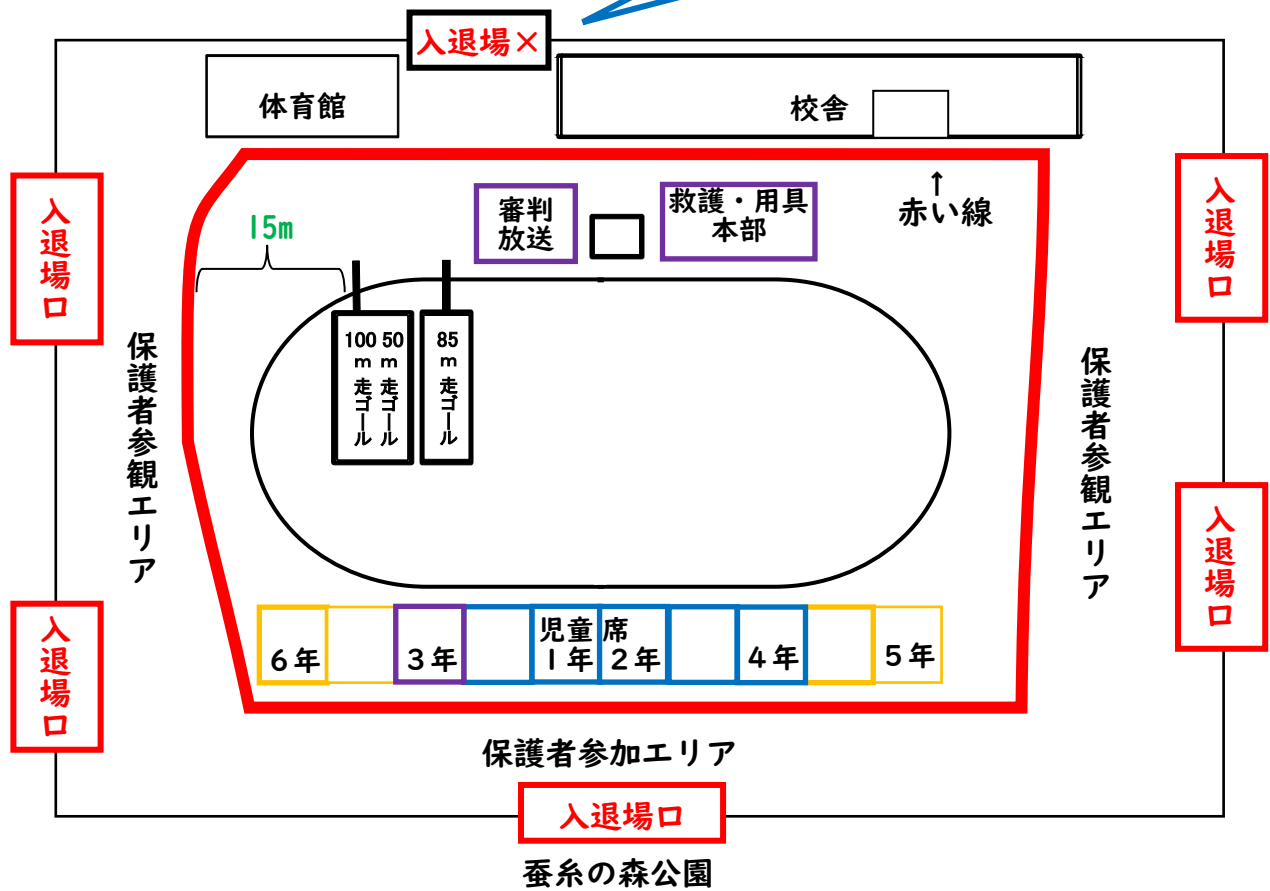 入退場×
体育館
校舎
入退場口
15m
審判
放送
救護・用具
本部
↑
赤い線
入退場口
保護者参観エリア
100m走ゴール
50m走ゴール
85m走ゴール
保護者参観エリア
入退場口
入退場口
6年
3年
児童席
1年
2年
4年
5年
保護者参加エリア
入退場口
蚕糸の森公園